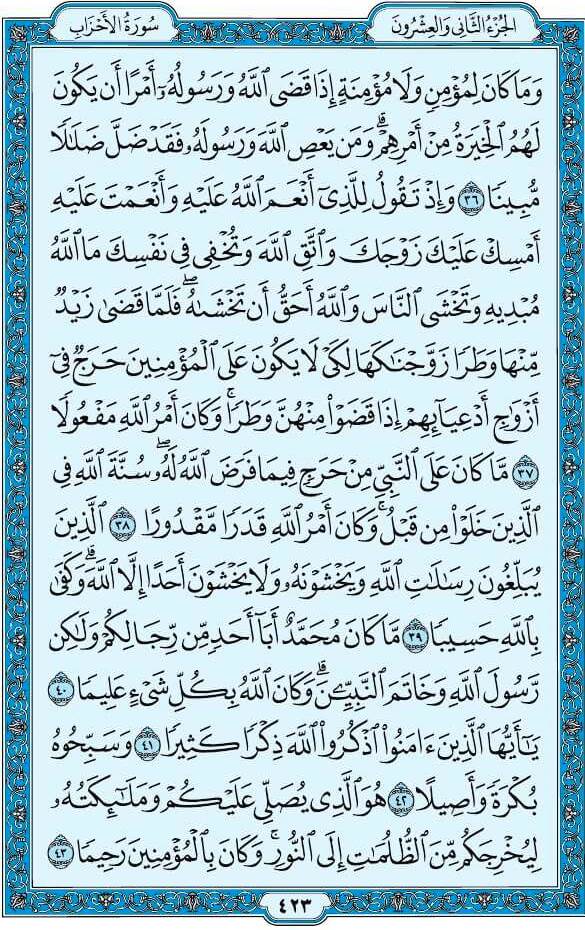 الجُزْءُ الثَّانِي وَالعِشْرُونَ
سُورَةُ الأَحْزَابِ
وَمَا كَانَ لِمُؤْمِنٍ وَلَا مُؤْمِنَةٍ إِذَا قَضَى ٱللَّهُ وَرَسُولُهُۥٓ أَمْرًا أَن يَكُونَ
لَهُمُ ٱلْخِيَرَةُ مِنْ أَمْرِهِمْۗ وَمَن يَعْصِ ٱللَّهَ وَرَسُولَهُۥ فَقَدْ ضَلَّ ضَلَـٰلًا
مُّبِينًا ٣٦ وَإِذْ تَقُولُ لِلَّذِىٓ أَنْعَمَ ٱللَّهُ عَلَيْهِ وَأَنْعَمْتَ عَلَيْهِ
أَمْسِكْ عَلَيْكَ زَوْجَكَ وَٱتَّقِ ٱللَّهَ وَتُخْفِى فِى نَفْسِكَ مَا ٱللَّهُ
مُبْدِيهِ وَتَخْشَى ٱلنَّاسَ وَٱللَّهُ أَحَقُّ أَن تَخْشَىٰهُۖ فَلَمَّا قَضَىٰ زَيْدٌ
مِّنْهَا وَطَرًا زَوَّجْنَـٰكَهَا لِكَىْ لَا يَكُونَ عَلَى ٱلْمُؤْمِنِينَ حَرَجٌ فِىٓ
أَزْوَٰجِ أَدْعِيَآئِهِمْ إِذَا قَضَوْا۟ مِنْهُنَّ وَطَرًاۚ وَكَانَ أَمْرُ ٱللَّهِ مَفْعُولًا
٣٧ مَّا كَانَ عَلَى ٱلنَّبِىِّ مِنْ حَرَجٍ فِيمَا فَرَضَ ٱللَّهُ لَهُۥۖ سُنَّةَ ٱللَّهِ فِى
ٱلَّذِينَ خَلَوْا۟ مِن قَبْلُۚ وَكَانَ أَمْرُ ٱللَّهِ قَدَرًا مَّقْدُورًا ٣٨ ٱلَّذِينَ
يُبَلِّغُونَ رِسَـٰلَـٰتِ ٱللَّهِ وَيَخْشَوْنَهُۥ وَلَا يَخْشَوْنَ أَحَدًا إِلَّا ٱللَّهَۗ وَكَفَىٰ
بِٱللَّهِ حَسِيبًا ٣٩ مَّا كَانَ مُحَمَّدٌ أَبَآ أَحَدٍ مِّن رِّجَالِكُمْ وَلَـٰكِن
رَّسُولَ ٱللَّهِ وَخَاتَمَ ٱلنَّبِيِّـۧنَۗ وَكَانَ ٱللَّهُ بِكُلِّ شَىْءٍ عَلِيمًا ٤٠
يَـٰٓأَيُّهَا ٱلَّذِينَ ءَامَنُوا۟ ٱذْكُرُوا۟ ٱللَّهَ ذِكْرًا كَثِيرًا ٤١ وَسَبِّحُوهُ
بُكْرَةً وَأَصِيلًا ٤٢ هُوَ ٱلَّذِى يُصَلِّى عَلَيْكُمْ وَمَلَـٰٓئِكَتُهُۥ
لِيُخْرِجَكُم مِّنَ ٱلظُّلُمَـٰتِ إِلَى ٱلنُّورِۚ وَكَانَ بِٱلْمُؤْمِنِينَ رَحِيمًا ٤٣
٤٢٣